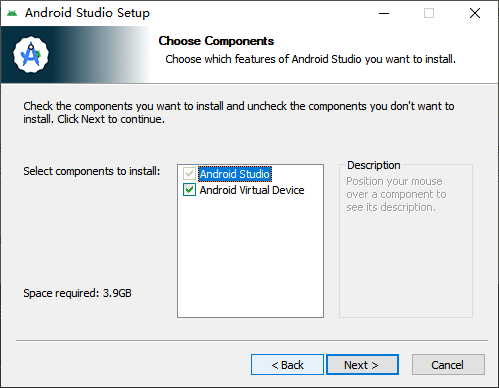 Android Studio Setup
Choose Components
Choose which features of Android Studio you want to install.
Check the components you want to install and uncheck the components you don't want to
install. Click Next to continue.
Select components to install:
Android Studio
Android Virtual Device
Description
Position your mouse
over a component to
see its description.
Space required: 3.9GB
< Back
Next >
Cancel